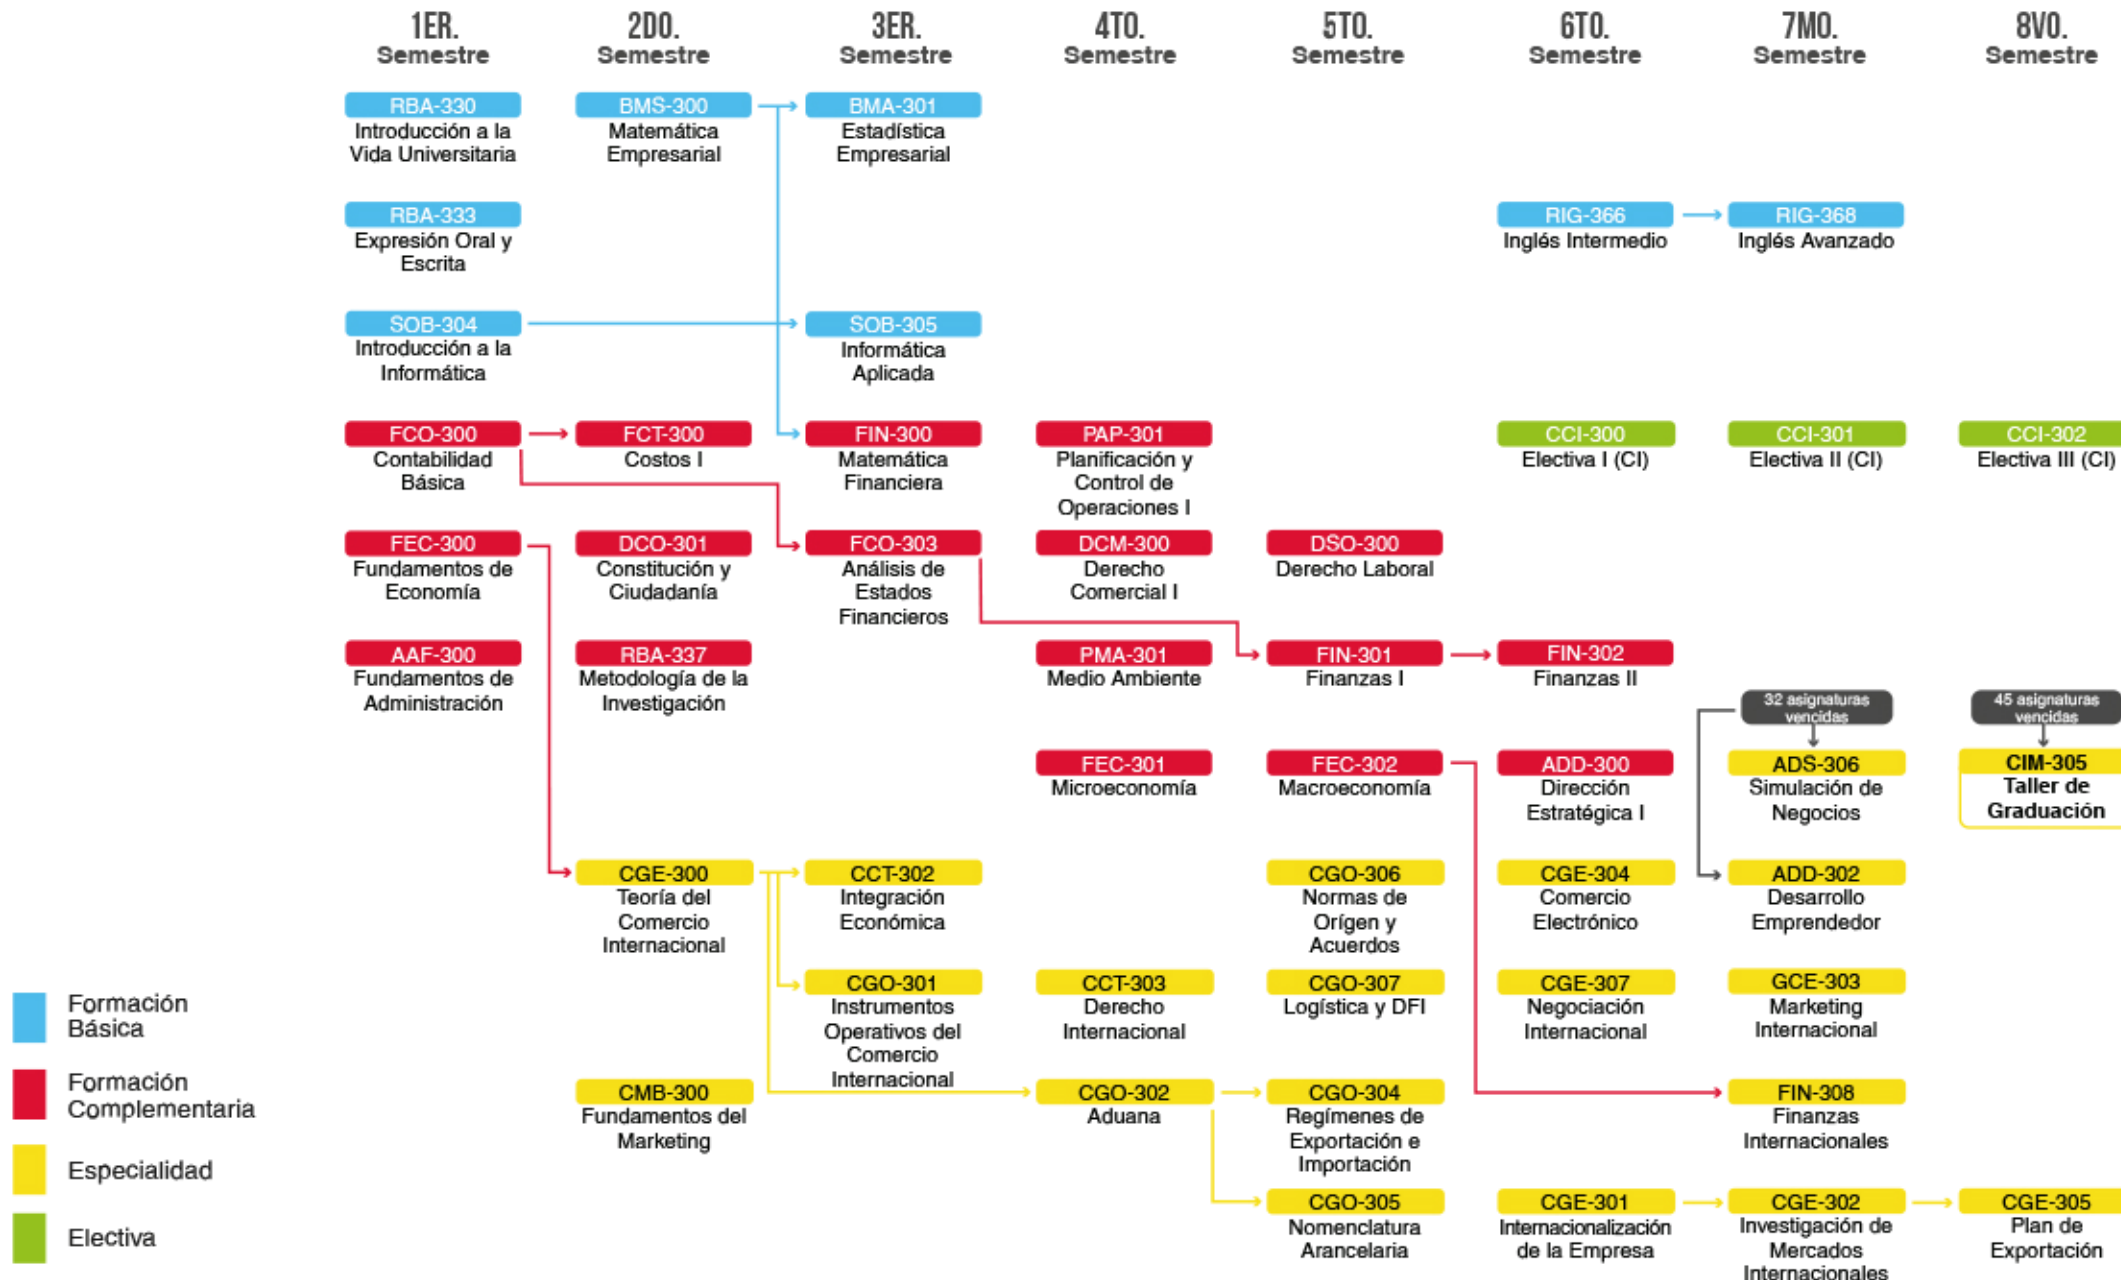 1ER.
Semestre
2DO.
Semestre
3ER.
Semestre
4TO.
Semestre
5TO.
Semestre
6TO.
Semestre
7MO.
Semestre
8VO.
Semestre
RBA-330
Introducción a la
Vida Universitaria
BMS-300
Matemática
Empresarial
BMA-301
Estadística
Empresarial
RBA-333
Expresión Oral y
Escrita
RIG-366
Inglés Intermedio
RIG-368
Inglés Avanzado
SOB-304
Introducción a la
Informática
SOB-305
Informática
Aplicada
FCO-300
Contabilidad
Básica
FCT-300
Costos I
FIN-300
Matemática
Financiera
PAP-301
Planificación y
Control de
Operaciones I
CCI-300
Electiva I (CI)
CCI-301
Electiva II (CI)
CCI-302
Electiva III (CI)
FEC-300
Fundamentos de
Economía
DCO-301
Constitución y
Ciudadanía
FCO-303
Análisis de
Estados
Financieros
DCM-300
Derecho
Comercial I
DSO-300
Derecho Laboral
AAF-300
Fundamentos de
Administración
RBA-337
Metodología de la
Investigación
PMA-301
Medio Ambiente
FIN-301
Finanzas I
FIN-302
Finanzas II
32 asignaturas
vencidas
45 asignaturas
vencidas
FEC-301
Microeconomía
FEC-302
Macroeconomía
ADD-300
Dirección
Estratégica I
ADS-306
Simulación de
Negocios
CIM-305
Taller de
Graduación
CGE-300
Teoría del
Comercio
Internacional
CCT-302
Integración
Económica
CGO-306
Normas de
Orígen y
Acuerdos
CGE-304
Comercio
Electrónico
ADD-302
Desarrollo
Emprendedor
CGO-301
Instrumentos
Operativos del
Comercio
Internacional
CCT-303
Derecho
Internacional
CGO-307
Logística y DFI
CGE-307
Negociación
Internacional
GCE-303
Marketing
Internacional
CMB-300
Fundamentos del
Marketing
CGO-302
Aduana
CGO-304
Regímenes de
Exportación e
Importación
FIN-308
Finanzas
Internacionales
CGO-305
Nomenclatura
Arancelaria
CGE-301
Internacionalización
de la Empresa
CGE-302
Investigación de
Mercados
Internacionales
CGE-305
Plan de
Exportación
Formación
Básica
Formación
Complementaria
Especialidad
Electiva